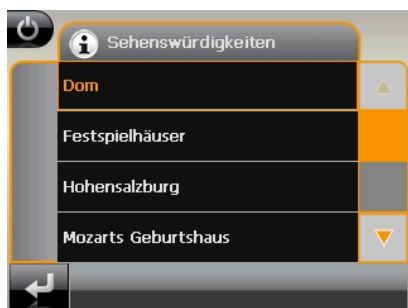 Sehenswürdigkeiten
Dom
Festspielhäuser
Hohensalzburg
Mozarts Geburtshaus